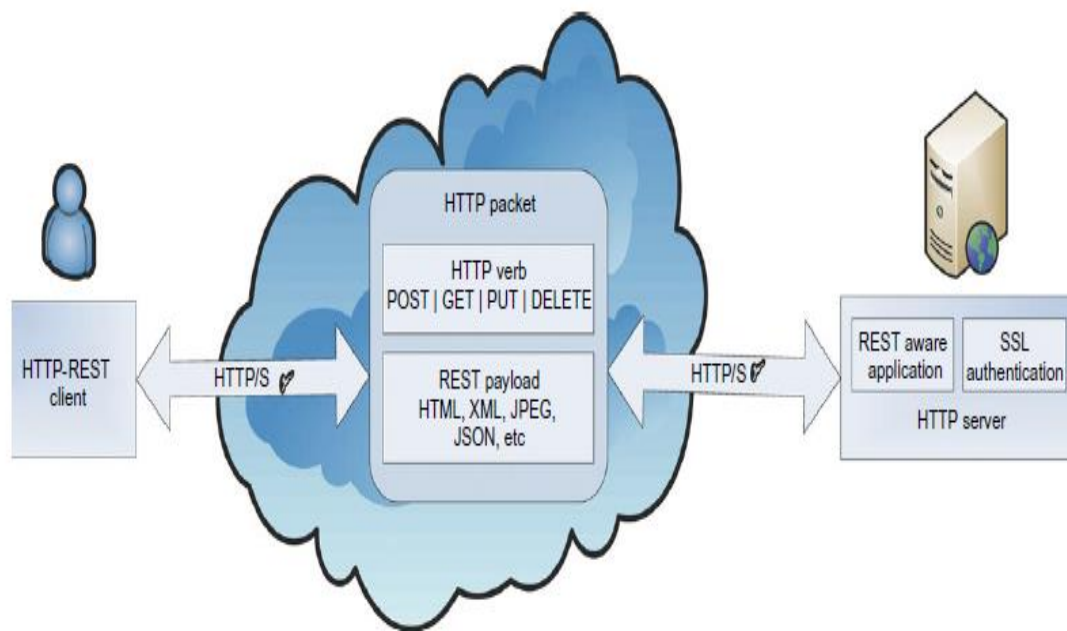 HTTP packet
HTTP verb
POST | GET | PUT | DELETE
REST payload
HTML, XML, JPEG,
JSON, etc
HTTP-REST
client
HTTP/S
HTTP/S
REST aware
application
SSL
authentication
HTTP server